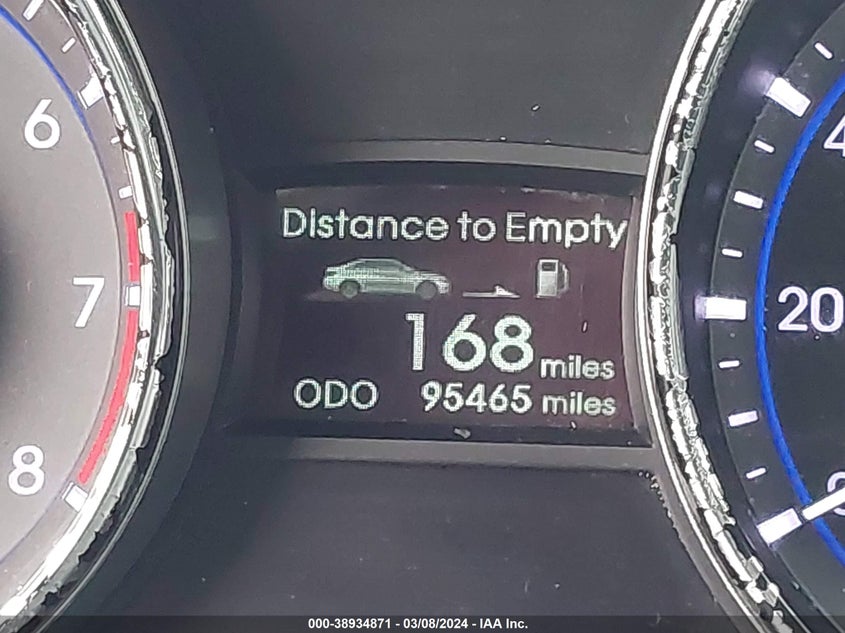 6
7
8
Distance to Empty
168 miles
ODO 95465 miles
20
000-38934871 - 03/08/2024 - IAA Inc.